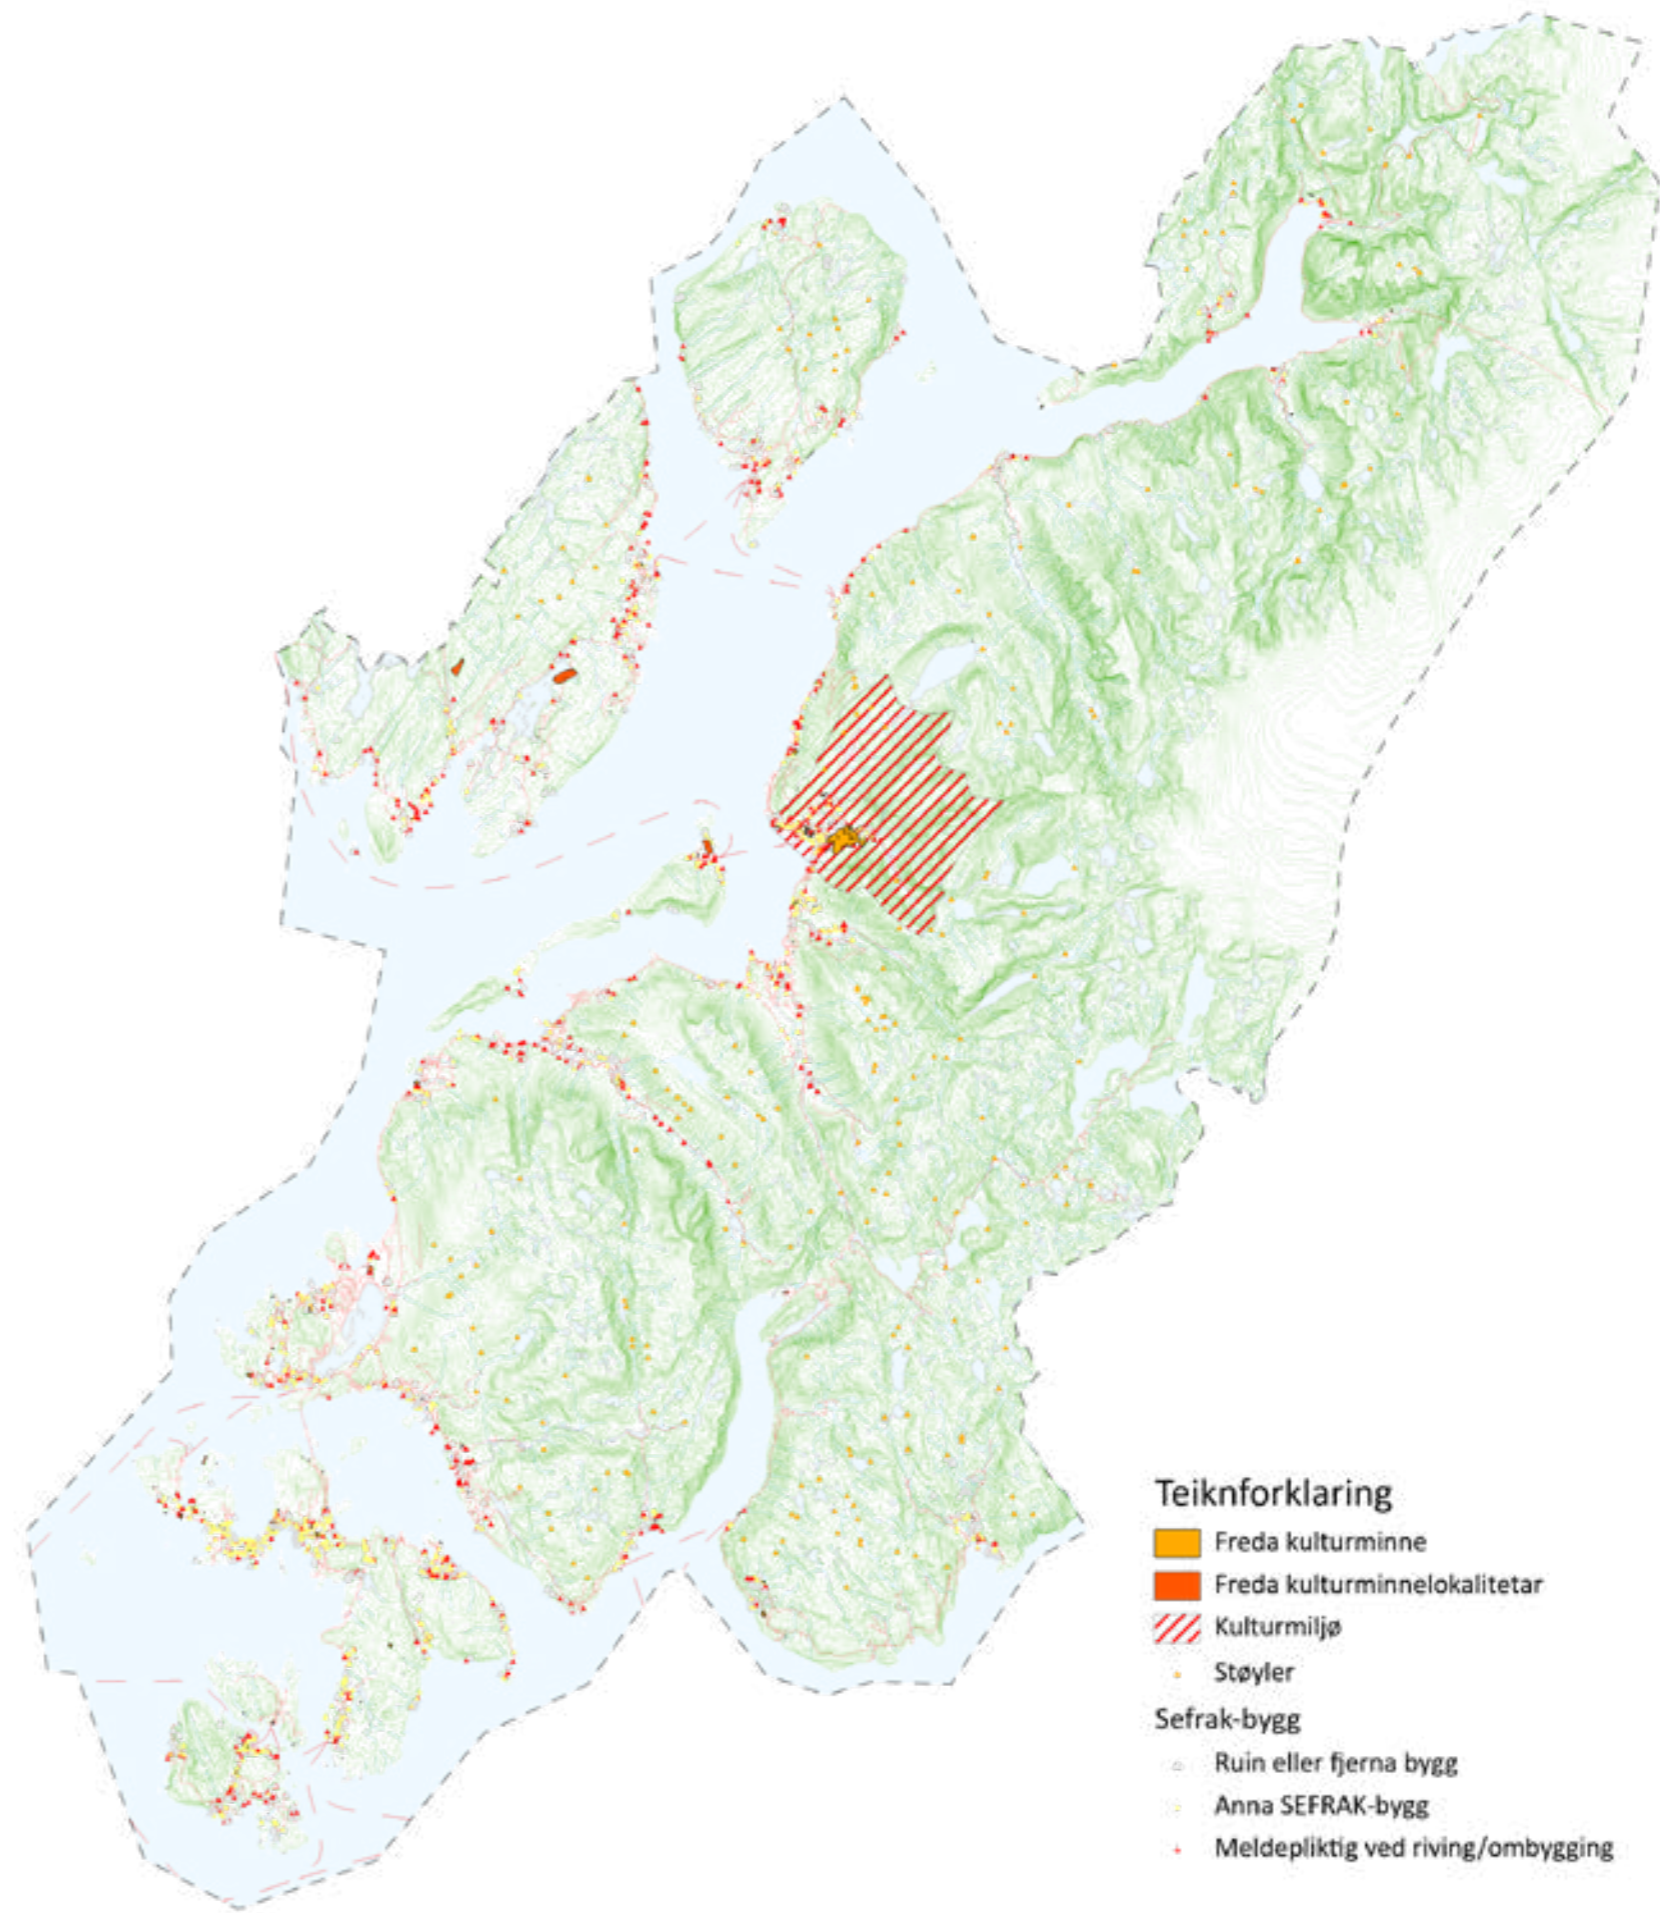 Teiknforklaring
Freda kulturminne
Freda kulturminnelokalitetar
Kulturmiljø
Støyler
Sefrak-bygg
Ruin eller fjerna bygg
Anna SEFRAK-bygg
Meldepliktig ved riving/ombygging